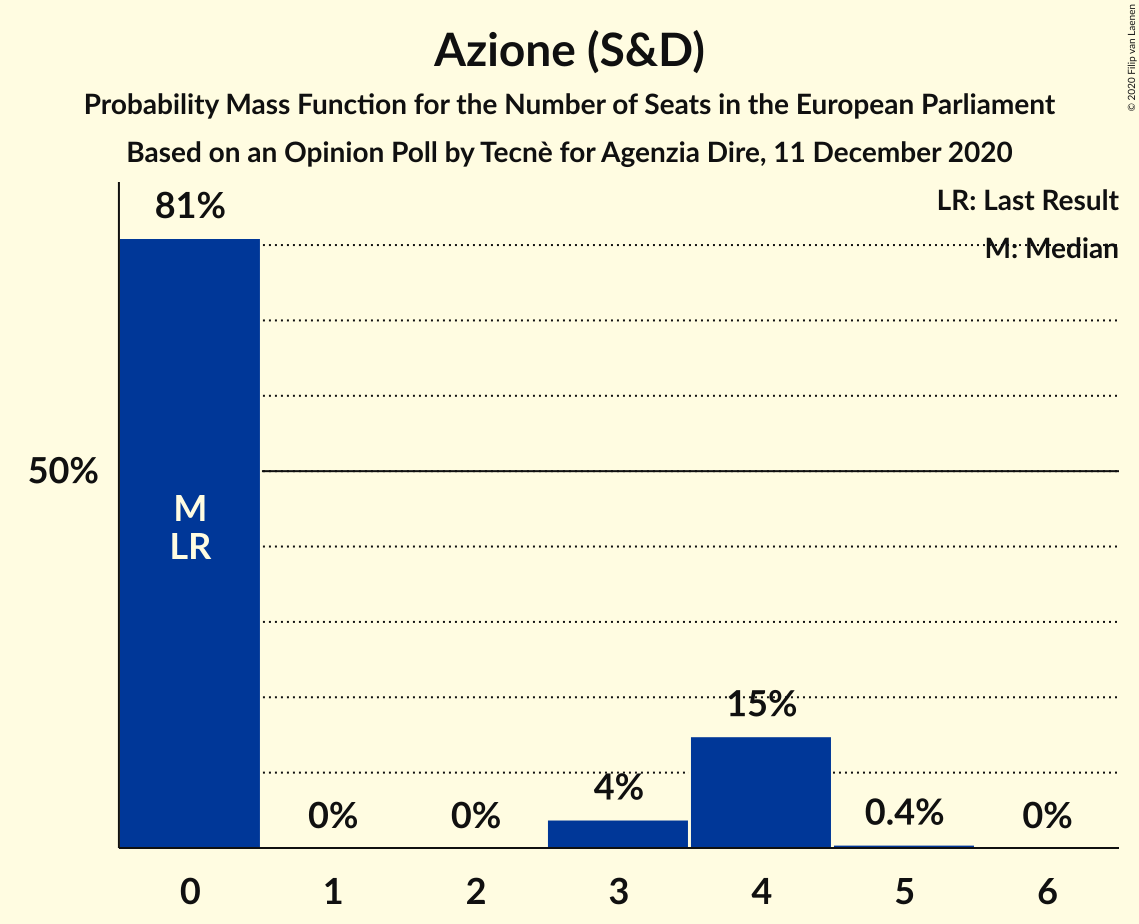 Azione (S&D)
Probability Mass Function for the Number of Seats in the European Parliament
Based on an Opinion Poll by Tecnè for Agenzia Dire, 11 December 2020
© 2020 Filip van Laenen
LR: Last Result
M: Median
81%
50%
M
LR
0%
0%
4%
15%
0.4%
0%
0
1
2
3
4
5
6